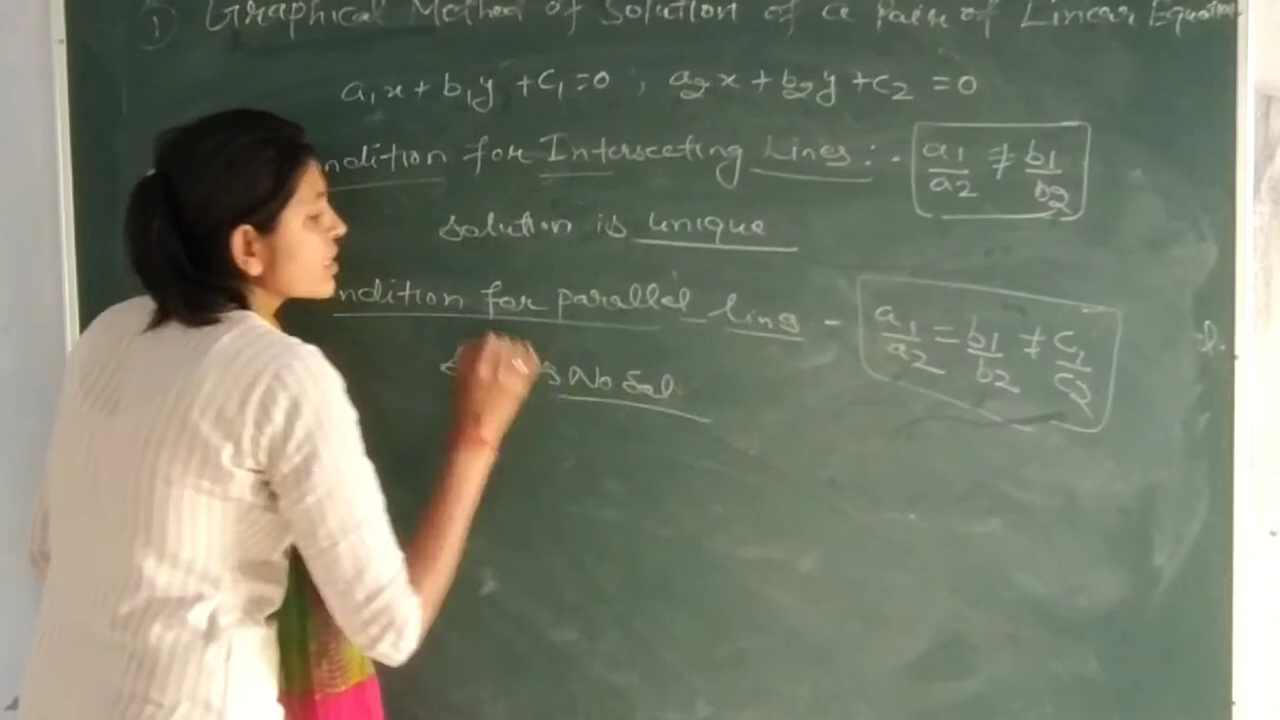 ① Graphical Method of Solution of a Pair of Linear Equation
a₁x + b₁y + c₁ = 0 , a₂x + b₂y + c₂ = 0
ndition for Intersecting Lines : - a₁/a₂ ≠ b₁/b₂
solution is unique
ndition for parallel line - a₁/a₂ = b₁/b₂ ≠ c₁/c₂
No Sol.